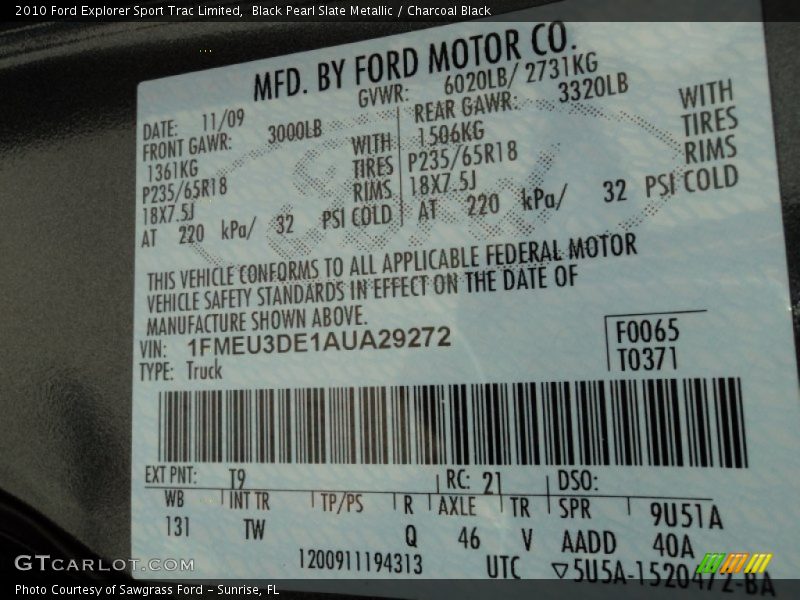 2010 Ford Explorer Sport Trac Limited,  Black Pearl Slate Metallic / Charcoal Black
MFD. BY FORD MOTOR CO.
DATE: 11/09 GVWR: 6020LB/ 2731KG
FRONT GAWR: 3000LB REAR GAWR: 3320LB
1361KG WITH 1506KG WITH
P235/65R18 TIRES P235/65R18 TIRES
18X7.5J RIMS 18X7.5J RIMS
AT 220 kPa/ 32 PSI COLD AT 220 kPa/ 32 PSI COLD
THIS VEHICLE CONFORMS TO ALL APPLICABLE FEDERAL MOTOR
VEHICLE SAFETY STANDARDS IN EFFECT ON THE DATE OF
MANUFACTURE SHOWN ABOVE.
VIN: 1FMEU3DE1AUA29272 F0065
TYPE: Truck T0371
EXT PNT: T9 RC: 21 DSO:
WB INT TR TP/PS R AXLE TR SPR 9U51A
131 TW Q 46 V AADD 40A
1200911194313 UTC ▽5U5A-1520472-BA
GTCARLOT.COM
Photo Courtesy of Sawgrass Ford – Sunrise, FL